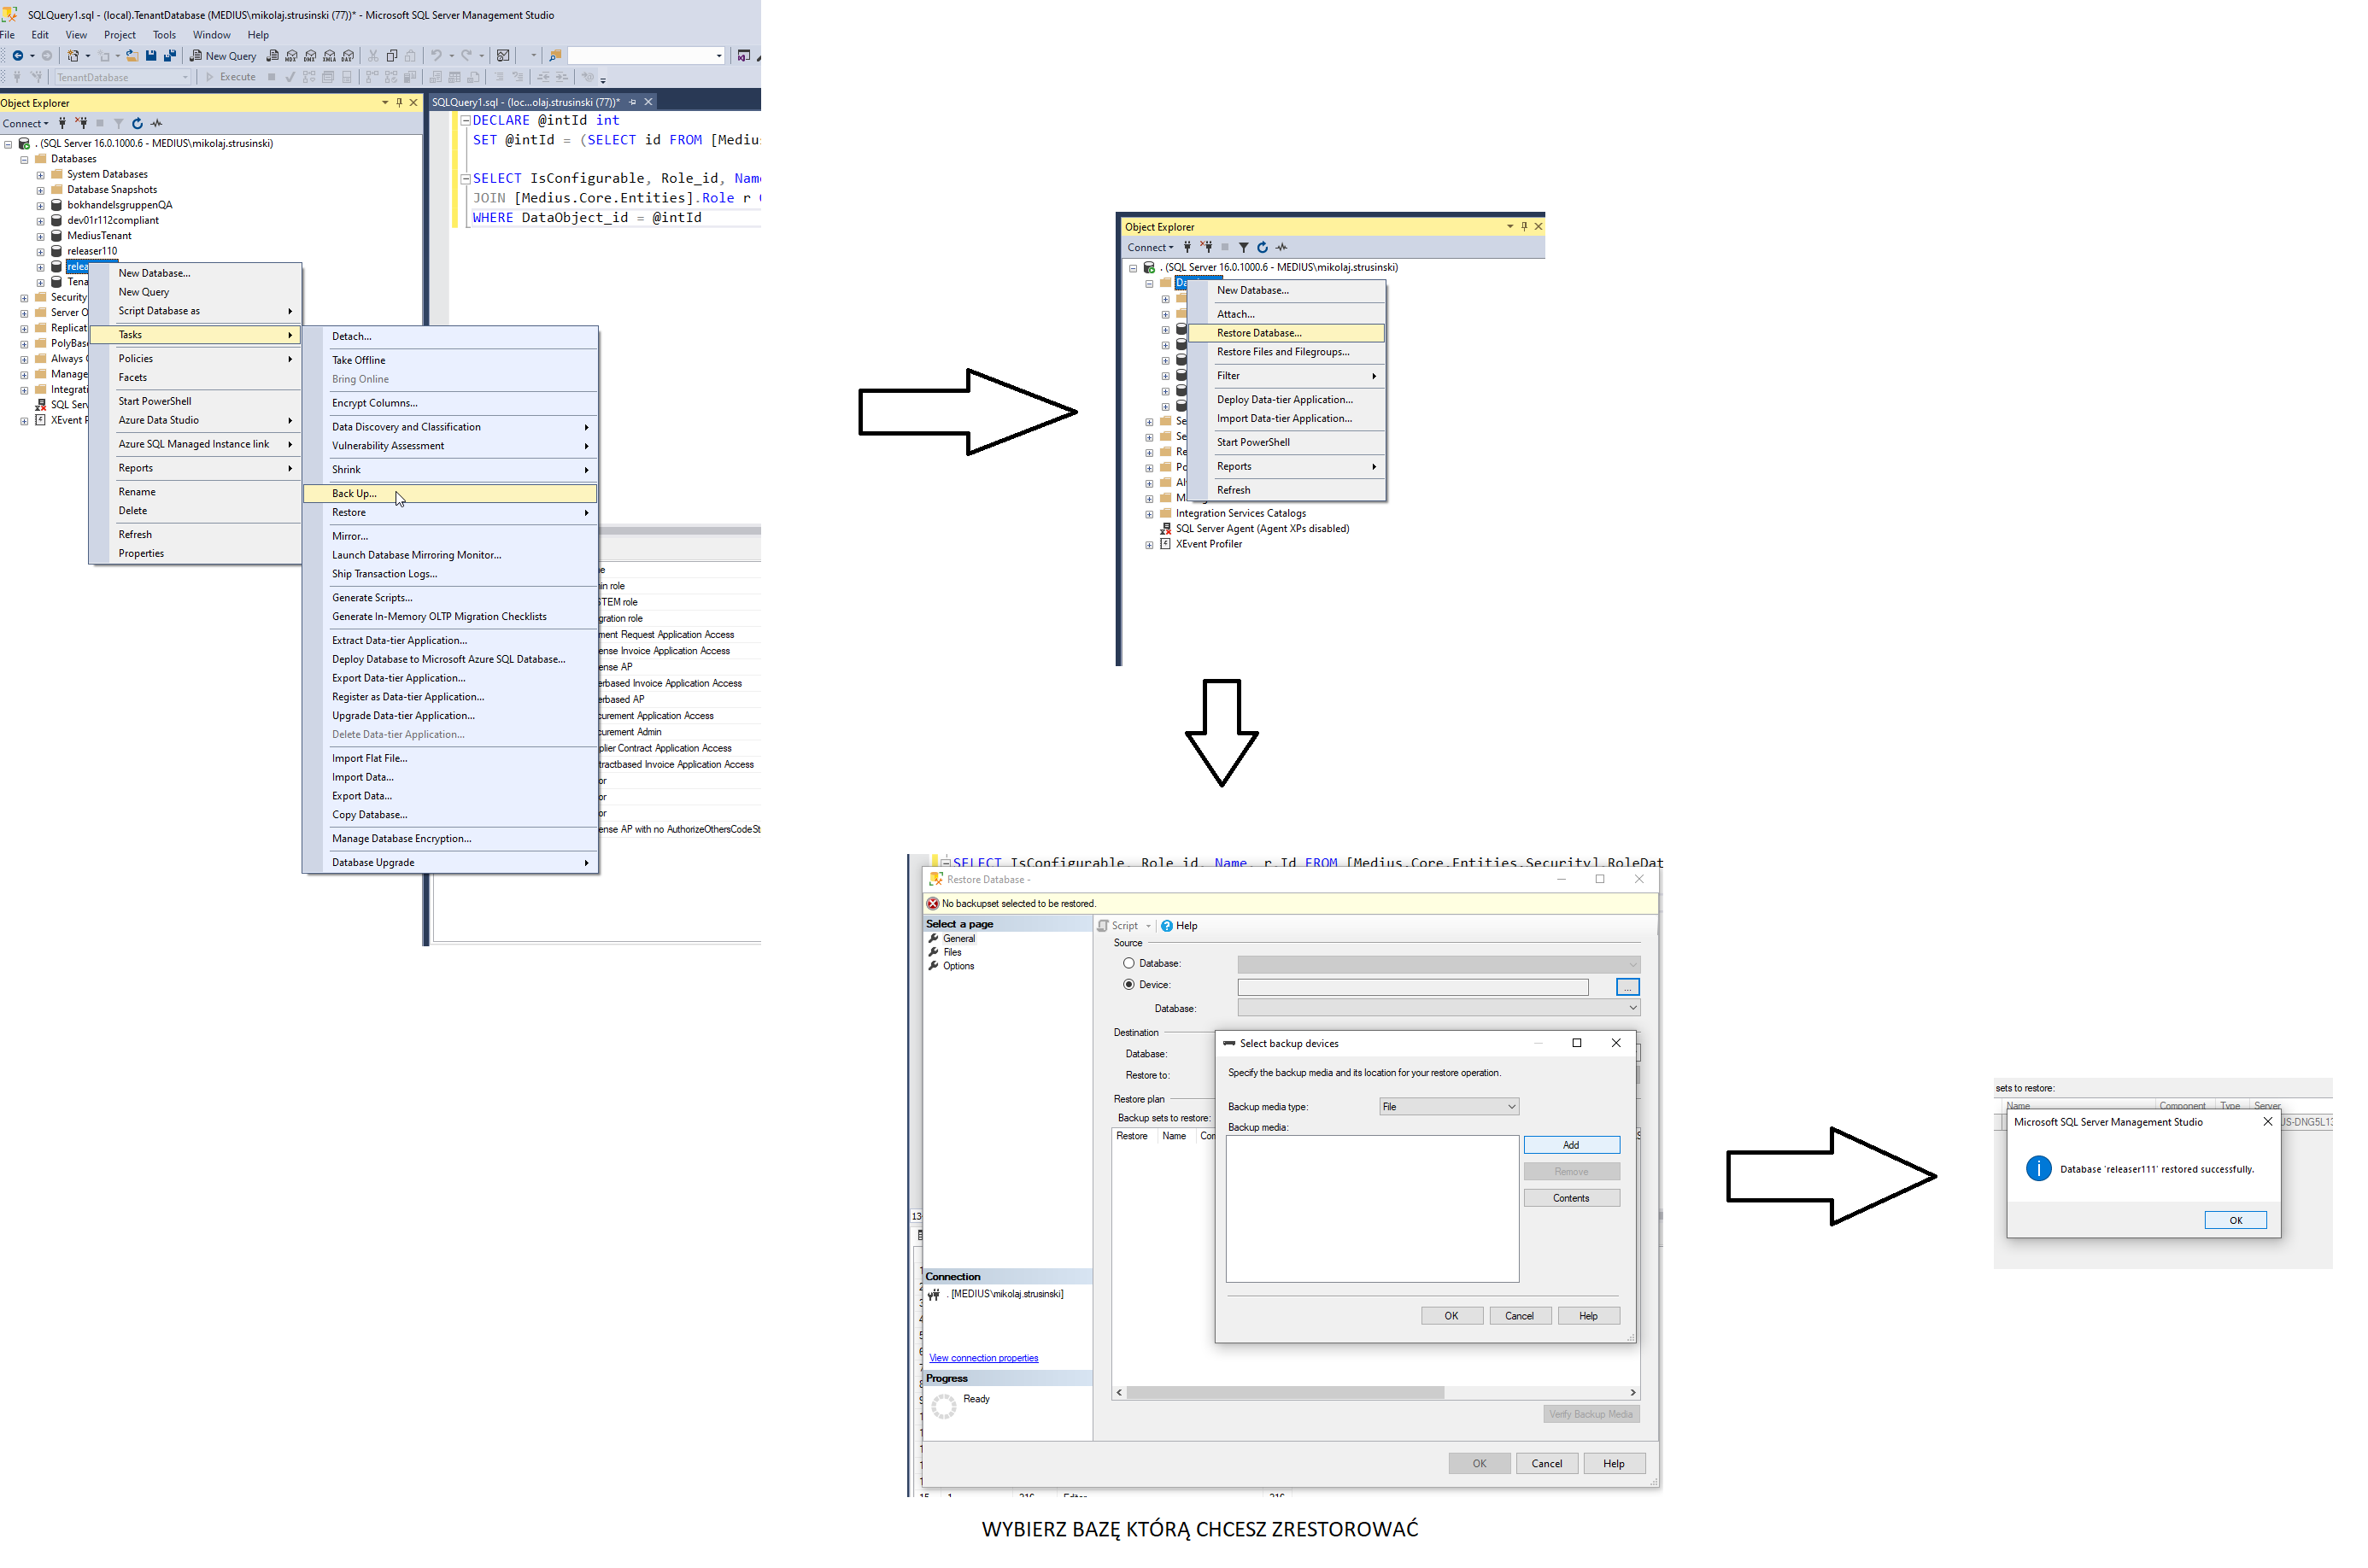 SQLQuery1.sql - (local).TenantDatabase (MEDIUS\mikolaj.strusinski (77))* - Microsoft SQL Server Management Studio
File Edit View Project Tools Window Help
New Query MDX DMX XMLA DAX
TenantDatabase Execute
Object Explorer
Connect
. (SQL Server 16.0.1000.6 - MEDIUS\mikolaj.strusinski)
Databases
System Databases
Database Snapshots
bokhandelsgruppenQA
dev01r112compliant
MediusTenant
releaser110
relea
Tena
Security
Server O
Replicat
PolyBas
Always
Manage
Integrati
SQL Ser
XEvent P
New Database...
New Query
Script Database as
Tasks
Policies
Facets
Start PowerShell
Azure Data Studio
Azure SQL Managed Instance link
Reports
Rename
Delete
Refresh
Properties
Detach...
Take Offline
Bring Online
Encrypt Columns...
Data Discovery and Classification
Vulnerability Assessment
Shrink
Back Up...
Restore
Mirror...
Launch Database Mirroring Monitor...
Ship Transaction Logs...
Generate Scripts...
Generate In-Memory OLTP Migration Checklists
Extract Data-tier Application...
Deploy Database to Microsoft Azure SQL Database...
Export Data-tier Application...
Register as Data-tier Application...
Upgrade Data-tier Application...
Delete Data-tier Application...
Import Flat File...
Import Data...
Export Data...
Copy Database...
Manage Database Encryption...
Database Upgrade
SQLQuery1.sql - (loc...olaj.strusinski (77))*
DECLARE @intId int
SET @intId = (SELECT id FROM [Medius
SELECT IsConfigurable, Role_id, Name
JOIN [Medius.Core.Entities].Role r
WHERE DataObject_id = @intId
e
in role
STEM role
gration role
ment Request Application Access
ense Invoice Application Access
ense AP
erbased Invoice Application Access
erbased AP
curement Application Access
curement Admin
plier Contract Application Access
tractbased Invoice Application Access
or
or
or
ense AP with no AuthorizeOthersCodeSt
Object Explorer
Connect
. (SQL Server 16.0.1000.6 - MEDIUS\mikolaj.strusinski)
Da
Se
Se
Re
Po
Al
M
Integration Services Catalogs
SQL Server Agent (Agent XPs disabled)
XEvent Profiler
New Database...
Attach...
Restore Database...
Restore Files and Filegroups...
Filter
Deploy Data-tier Application...
Import Data-tier Application...
Start PowerShell
Reports
Refresh
SELECT IsConfigurable, Role_id, Name, r.Id FROM [Medius.Core.Entities.Security].RoleDat
Restore Database -
No backupset selected to be restored.
Select a page
General
Files
Options
Script Help
Source
Database:
Device: ...
Database:
Destination
Database:
Restore to:
Restore plan
Backup sets to restore:
Restore Name Com
Select backup devices
Specify the backup media and its location for your restore operation.
Backup media type: File
Backup media:
Add
Remove
Contents
OK Cancel Help
Connection
. [MEDIUS\mikolaj.strusinski]
View connection properties
Progress
Ready
Verify Backup Media
OK Cancel Help
15 1 216 Editor 216
WYBIERZ BAZĘ KTÓRĄ CHCESZ ZRESTOROWAĆ
sets to restore:
Name Component Type Server
US-DNG5L13
Microsoft SQL Server Management Studio
Database 'releaser111' restored successfully.
OK